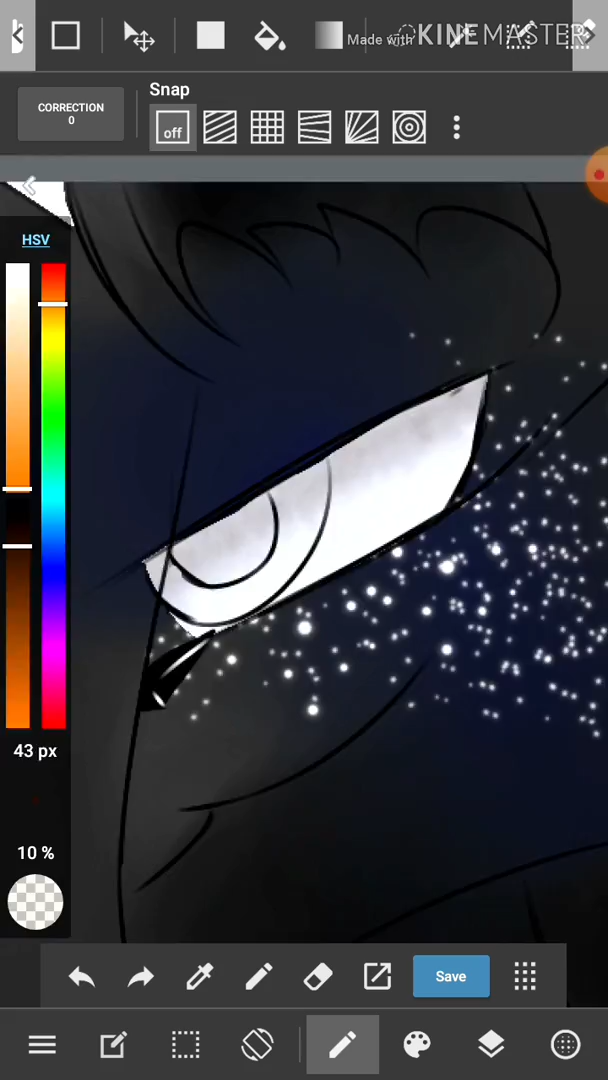 Made with KINEMASTER
CORRECTION
0
Snap
off
HSV
43 px
10 %
Save